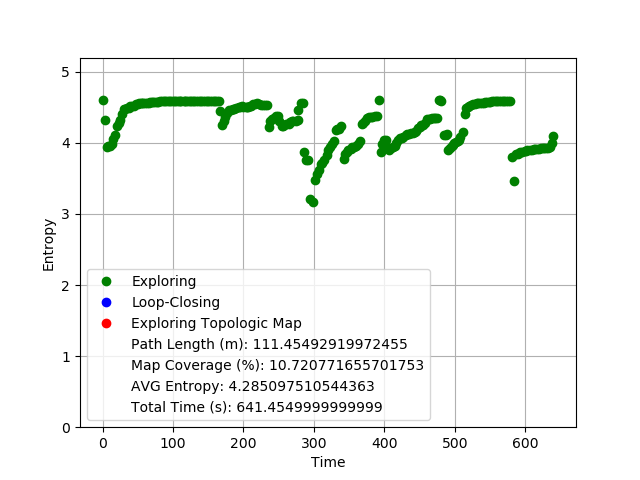 5
4
3
2
1
0
Entropy
Exploring
Loop-Closing
Exploring Topologic Map
Path Length (m): 111.45492919972455
Map Coverage (%): 10.720771655701753
AVG Entropy: 4.285097510544363
Total Time (s): 641.4549999999999
0 100 200 300 400 500 600
Time